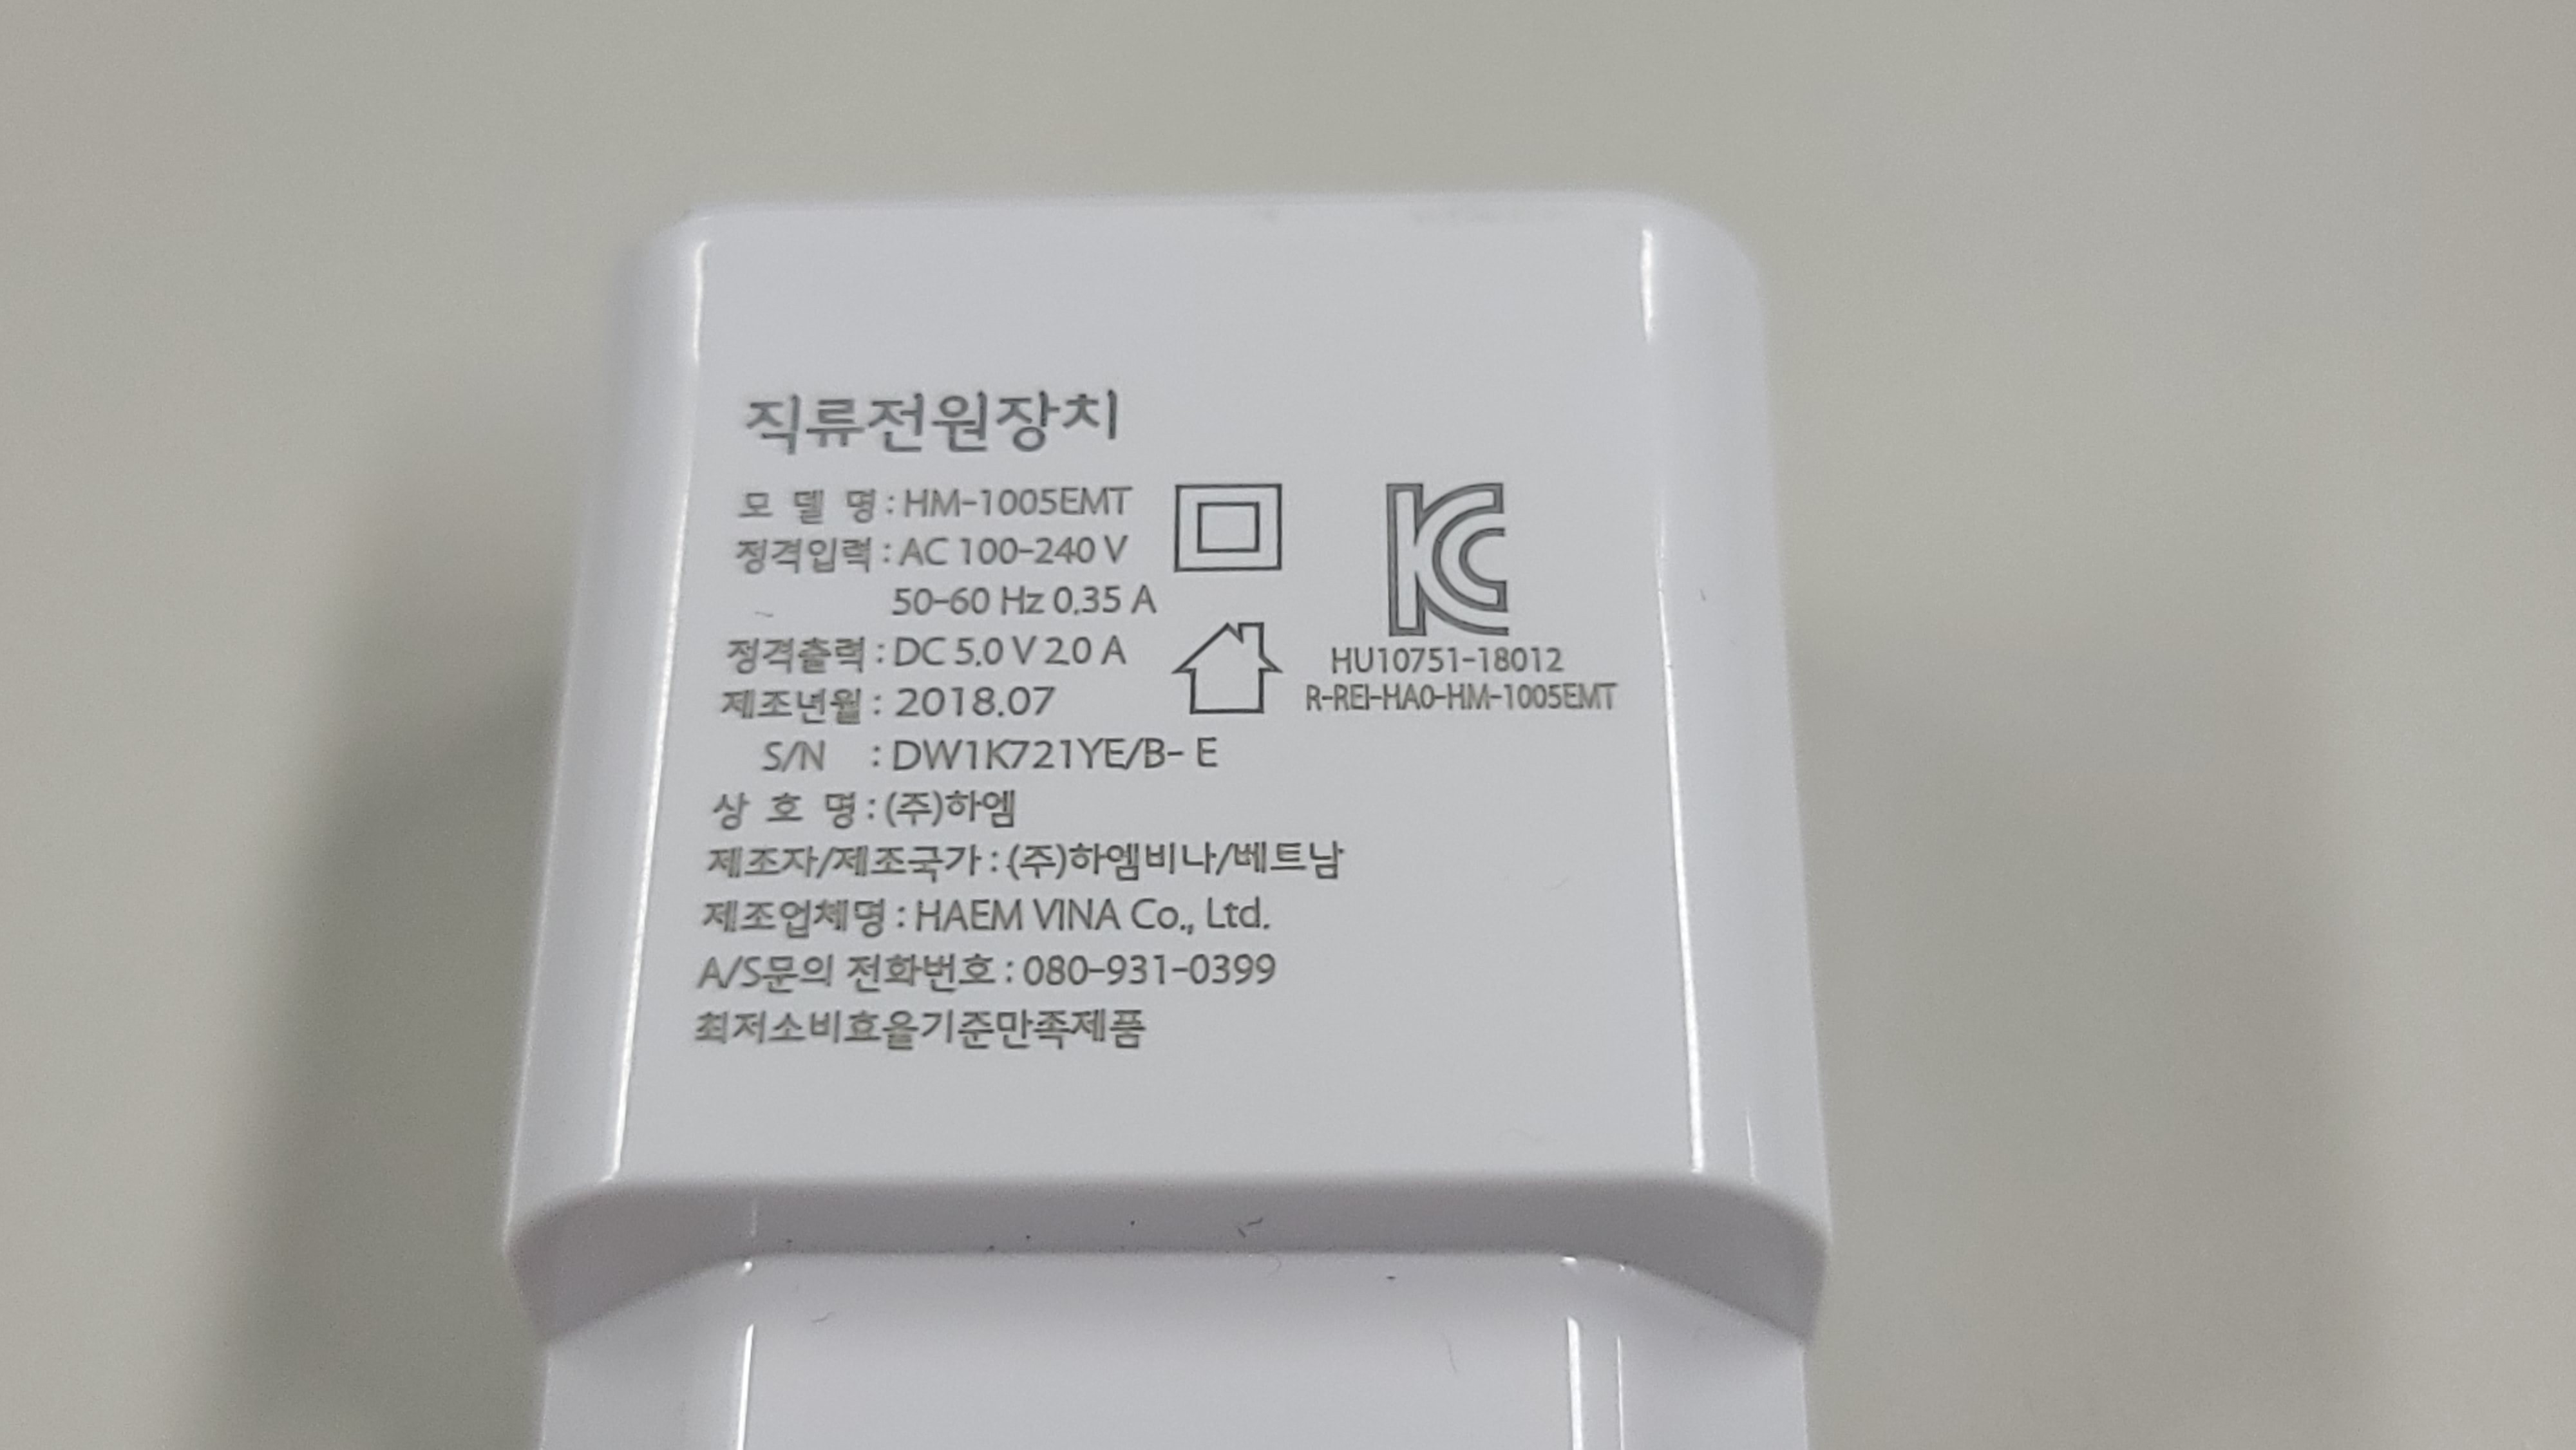 직류전원장치
모 델 명 : HM-1005EMT
정격입력 : AC 100-240 V
50-60 Hz 0.35 A
정격출력 : DC 5.0 V 2.0 A
제조년월 : 2018.07
S/N : DW1K721YE/B- E
상 호 명 : (주)하엠
제조자/제조국가 : (주)하엠비나/베트남
제조업체명 : HAEM VINA Co., Ltd.
A/S문의 전화번호 : 080-931-0399
최저소비효율기준만족제품
KC
HU10751-18012
R-REI-HA0-HM-1005EMT